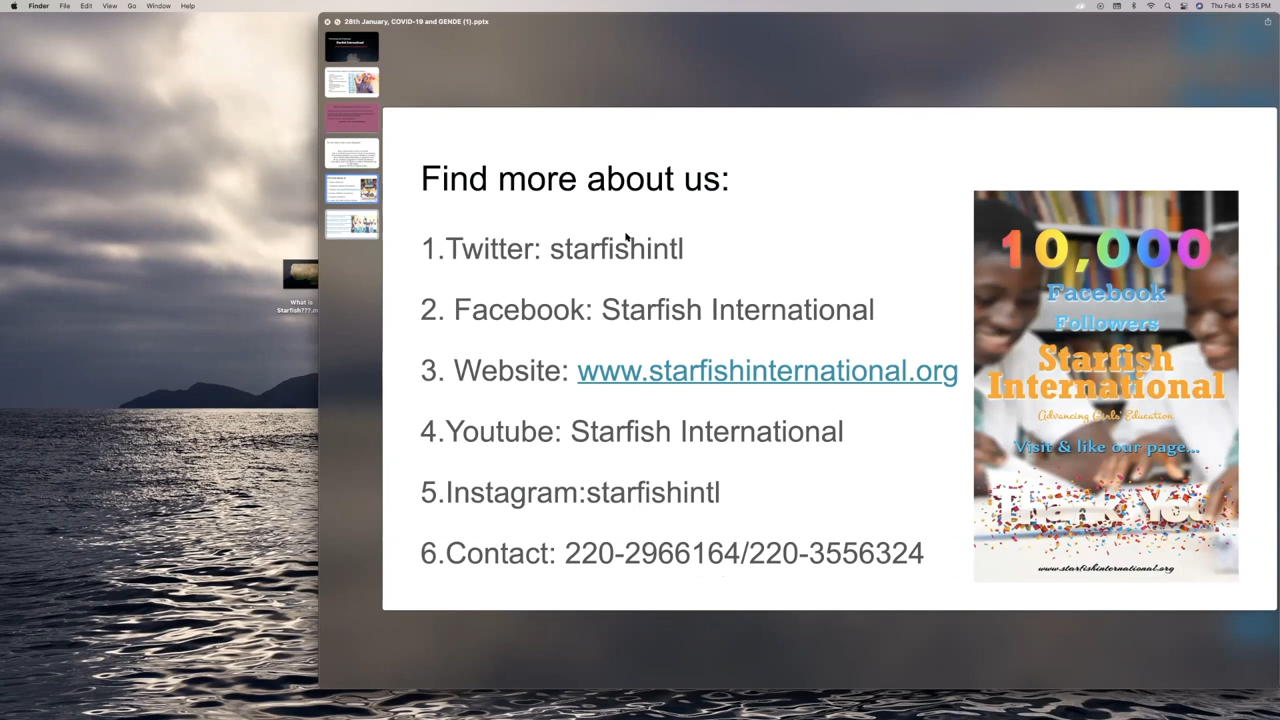 Finder File Edit View Go Window Help
Thu Feb 4 5:35 PM
28th January, COVID-19 and GENDE (1).pptx
What is
Starfish???.m
Find more about us:
1.Twitter: starfishintl
2. Facebook: Starfish International
3. Website: www.starfishinternational.org
4.Youtube: Starfish International
5.Instagram:starfishintl
6.Contact: 220-2966164/220-3556324
10,000
Facebook
Followers
Starfish
International
Advancing Girls' Education
Visit & like our page...
Thank You
www.starfishinternational.org